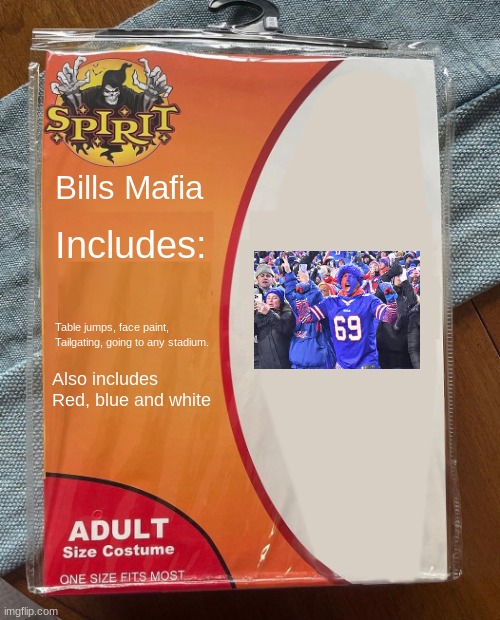 SPIRIT
Bills Mafia
Includes:
Table jumps, face paint,
Tailgating, going to any stadium.
Also includes
Red, blue and white
69
ADULT
Size Costume
ONE SIZE FITS MOST
imgflip.com